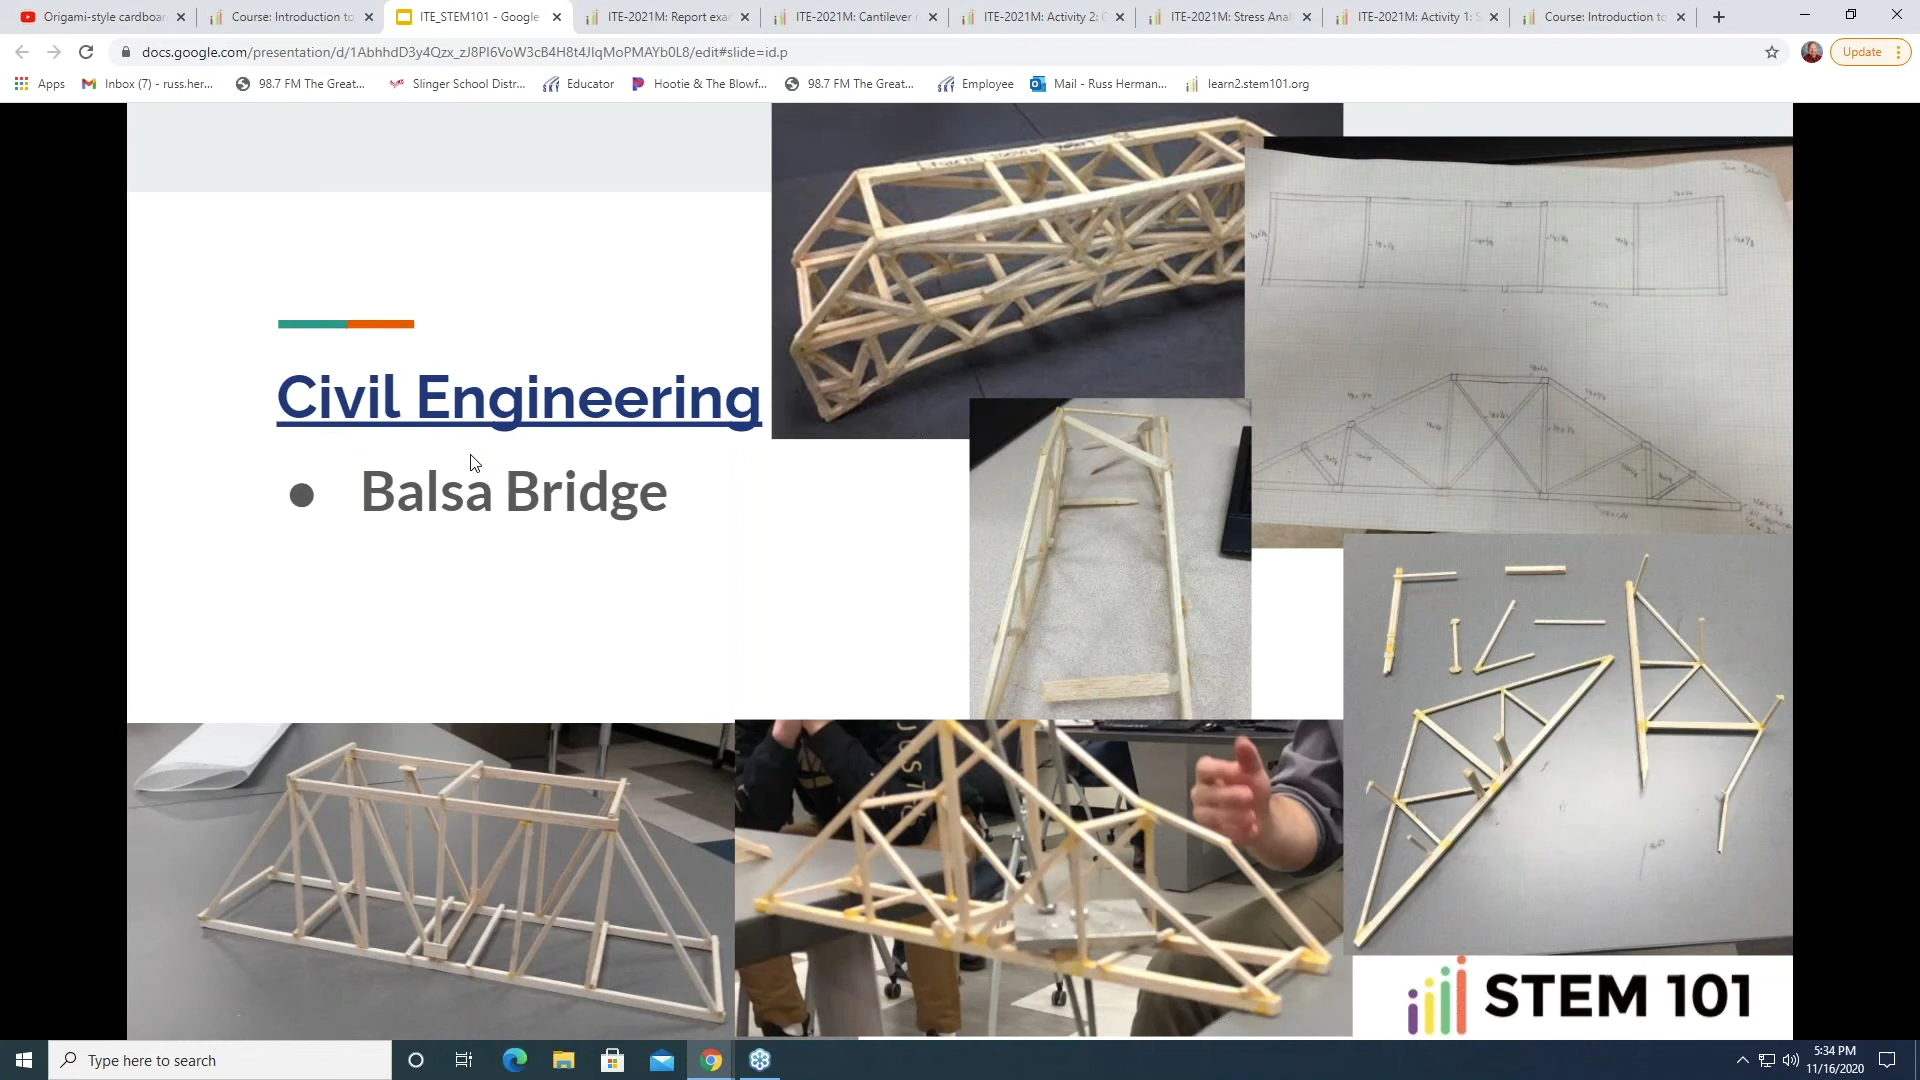 Origami-style cardboar
Course: Introduction to
ITE_STEM101 - Google
ITE-2021M: Report exa
ITE-2021M: Cantilever
ITE-2021M: Activity 2: C
ITE-2021M: Stress Anal
ITE-2021M: Activity 1: S
Course: Introduction to
docs.google.com/presentation/d/1AbhhdD3y4Qzx_zJ8PI6VoW3cB4H8t4JIqMoPMAYb0L8/edit#slide=id.p
Update
Apps
Inbox (7) - russ.her...
98.7 FM The Great...
Slinger School Distr...
Educator
Hootie & The Blowf...
98.7 FM The Great...
Employee
Mail - Russ Herman...
learn2.stem101.org
Civil Engineering
● Balsa Bridge
STEM 101
Type here to search
5:34 PM
11/16/2020